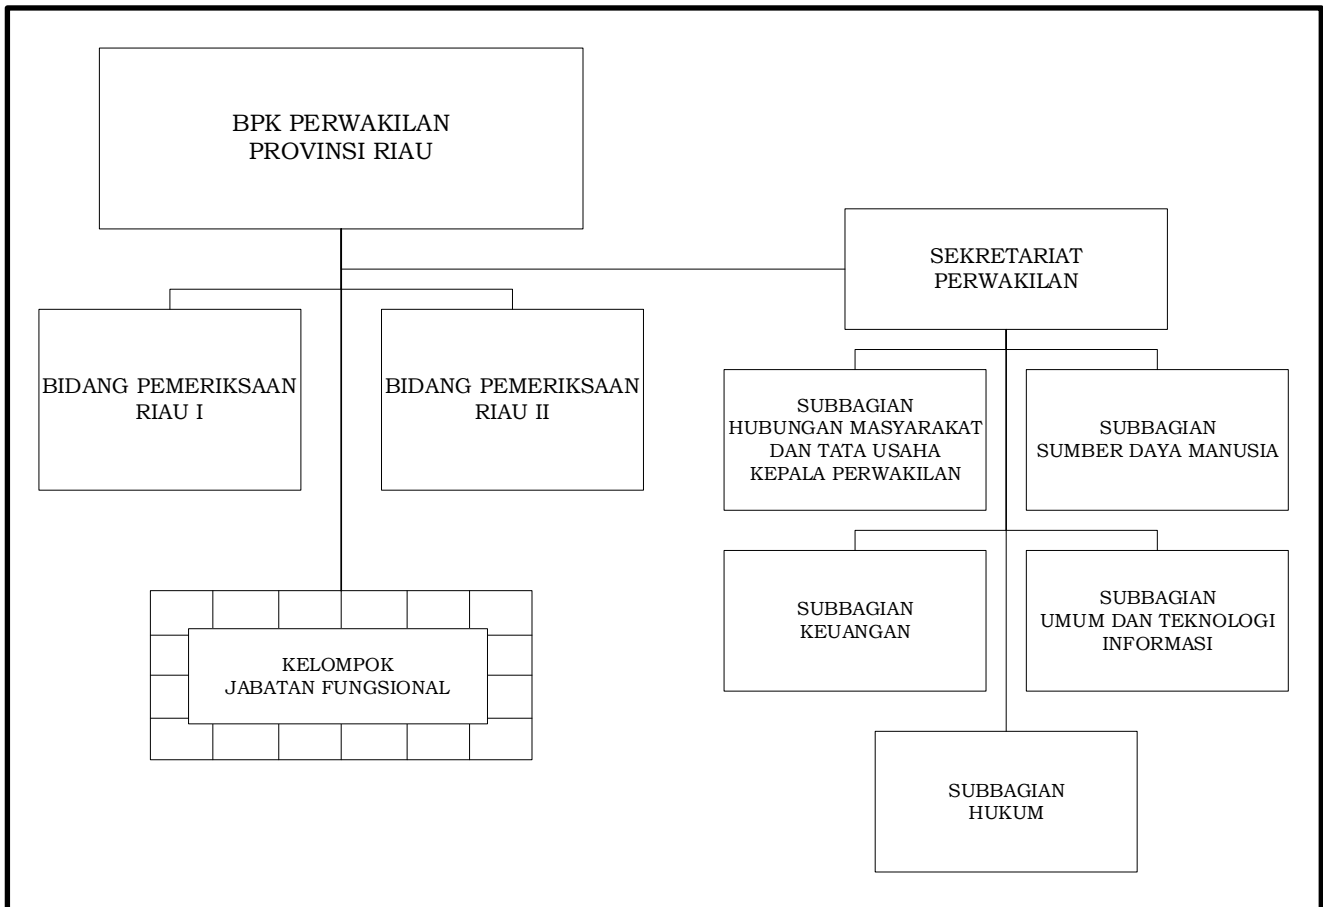 BPK PERWAKILAN
PROVINSI RIAU
SEKRETARIAT
PERWAKILAN
BIDANG PEMERIKSAAN
RIAU I
BIDANG PEMERIKSAAN
RIAU II
SUBBAGIAN
HUBUNGAN MASYARAKAT
DAN TATA USAHA
KEPALA PERWAKILAN
SUBBAGIAN
SUMBER DAYA MANUSIA
SUBBAGIAN
KEUANGAN
SUBBAGIAN
UMUM DAN TEKNOLOGI
INFORMASI
KELOMPOK
JABATAN FUNGSIONAL
SUBBAGIAN
HUKUM